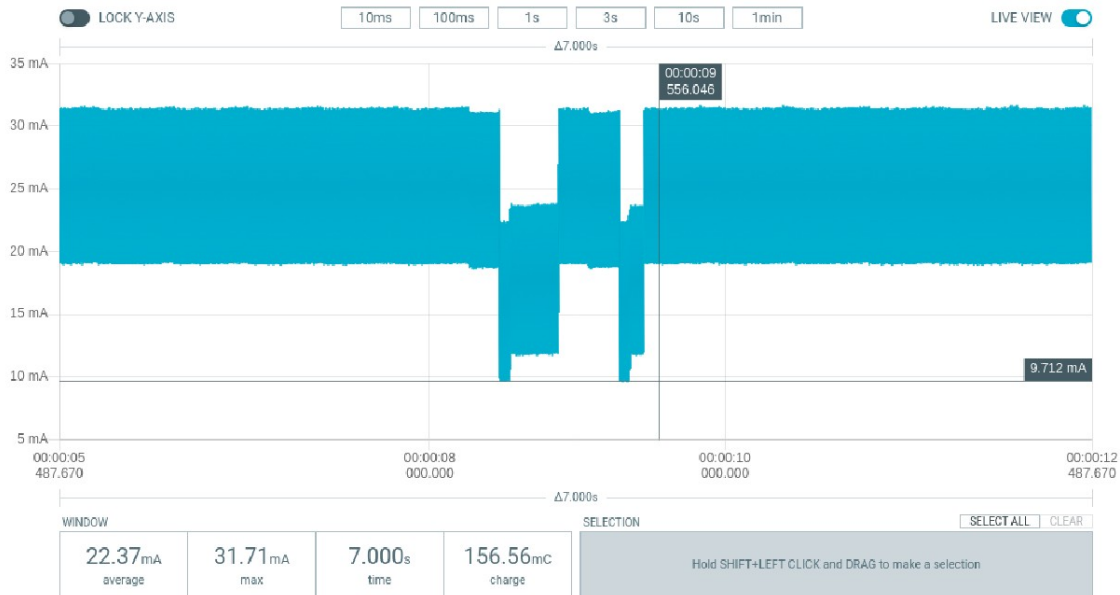 LOCK Y-AXIS 10ms 100ms 1s 3s 10s 1min LIVE VIEW
Δ7.000s
35 mA
30 mA
25 mA
20 mA
15 mA
10 mA
5 mA
00:00:09
556.046
9.712 mA
00:00:05 00:00:08 00:00:10 00:00:12
487.670 000.000 000.000 487.670
Δ7.000s
WINDOW SELECTION SELECT ALL CLEAR
22.37mA 31.71mA 7.000s 156.56mC
average max time charge
Hold SHIFT+LEFT CLICK and DRAG to make a selection